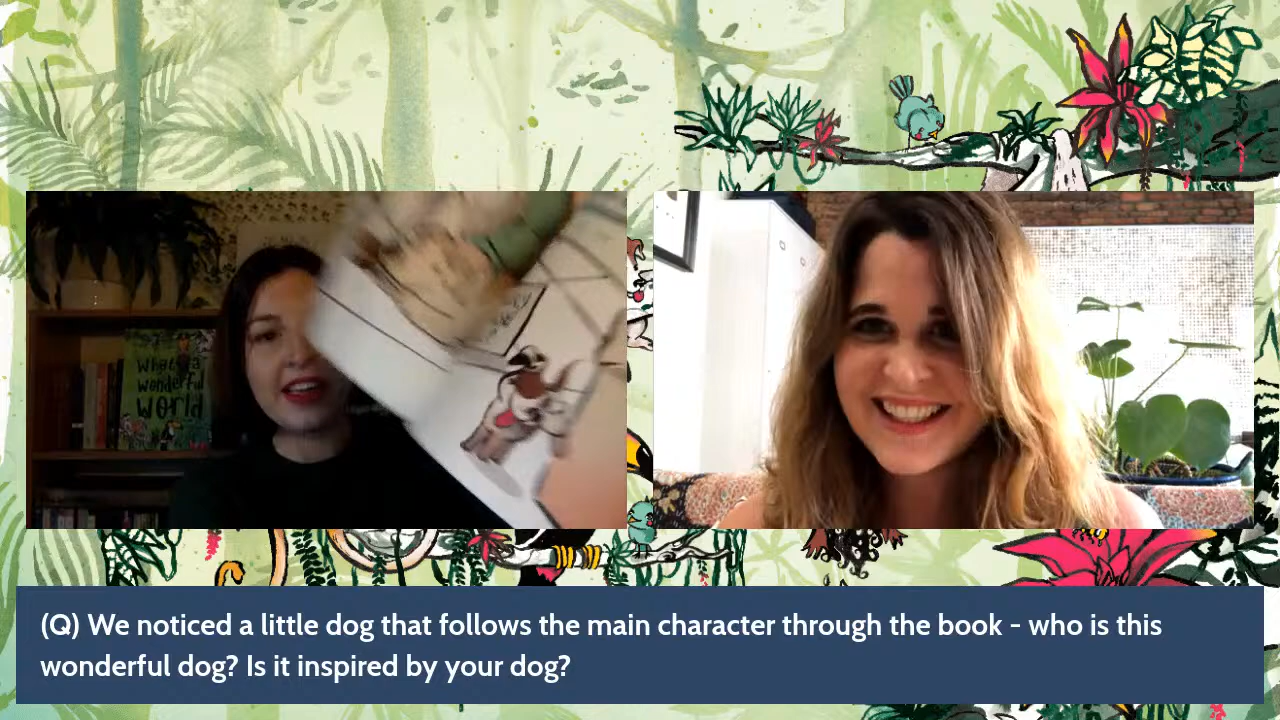 What a
wonderful
world
(Q) We noticed a little dog that follows the main character through the book - who is this
wonderful dog? Is it inspired by your dog?